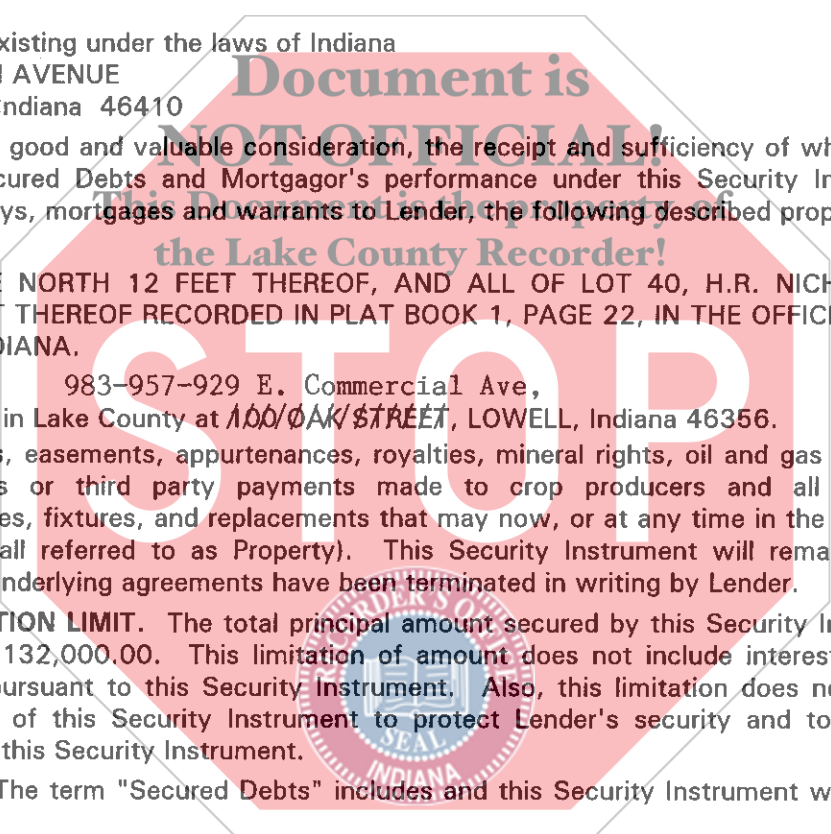 xisting under the laws of Indiana
AVENUE
ndiana 46410
Document is
NOT OFFICIAL!
This Document is the property of
the Lake County Recorder!
good and valuable consideration, the receipt and sufficiency of wh
cured Debts and Mortgagor's performance under this Security In
ys, mortgages and warrants to Lender, the following described prop
NORTH 12 FEET THEREOF, AND ALL OF LOT 40, H.R. NICH
T THEREOF RECORDED IN PLAT BOOK 1, PAGE 22, IN THE OFFIC
DIANA.
STOP
983-957-929 E. Commercial Ave,
in Lake County at 100 OAK STREET, LOWELL, Indiana 46356.
s, easements, appurtenances, royalties, mineral rights, oil and gas
s or third party payments made to crop producers and all
es, fixtures, and replacements that may now, or at any time in the
all referred to as Property). This Security Instrument will rema
nderlying agreements have been terminated in writing by Lender.
TION LIMIT. The total principal amount secured by this Security In
132,000.00. This limitation of amount does not include interest
ursuant to this Security Instrument. Also, this limitation does n
of this Security Instrument to protect Lender's security and to
this Security Instrument.
The term "Secured Debts" includes and this Security Instrument w
RECORDER'S OFFICE
SEAL
INDIANA